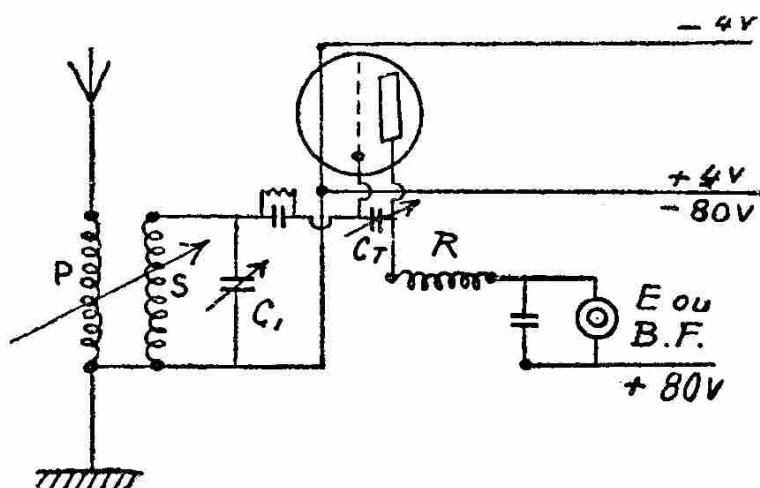 - 4V
+ 4V
- 80V
P
S
C1
CT
R
E ou
B.F.
+ 80V